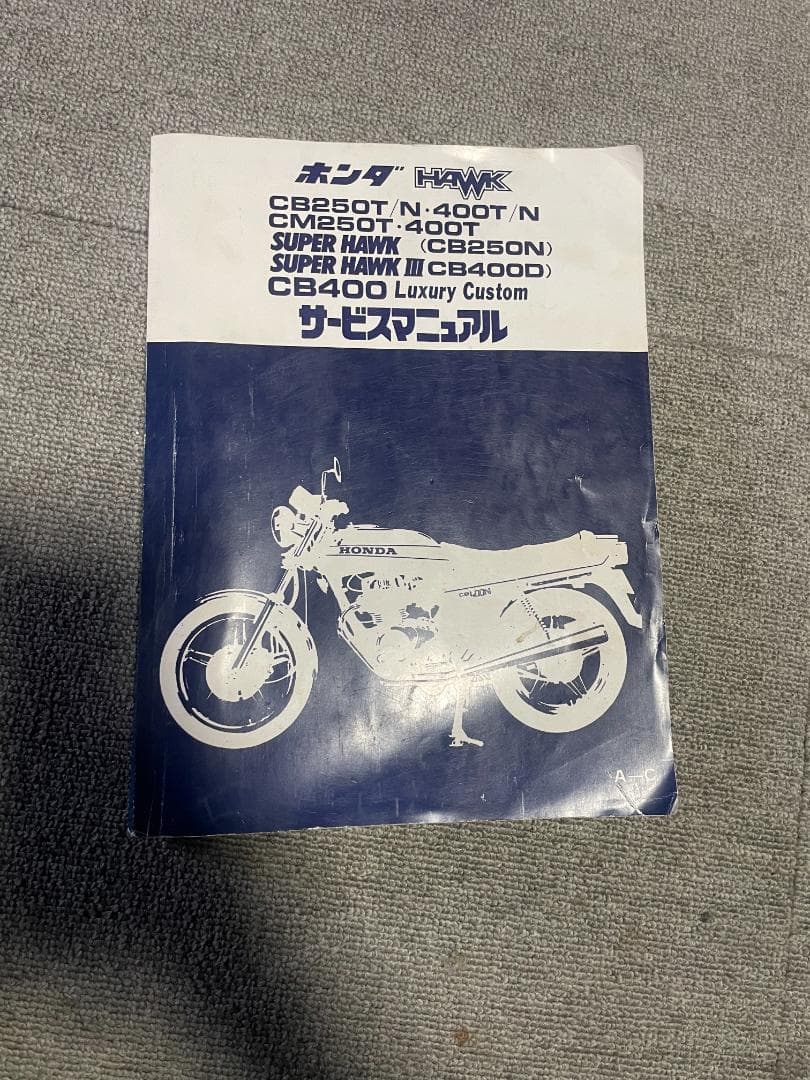 ホンダ HAWK
CB250T/N・400T/N
CM250T・400T
SUPER HAWK (CB250N)
SUPER HAWK III CB400D)
CB400 Luxury Custom
サービスマニュアル
HONDA
CB400N
A—C